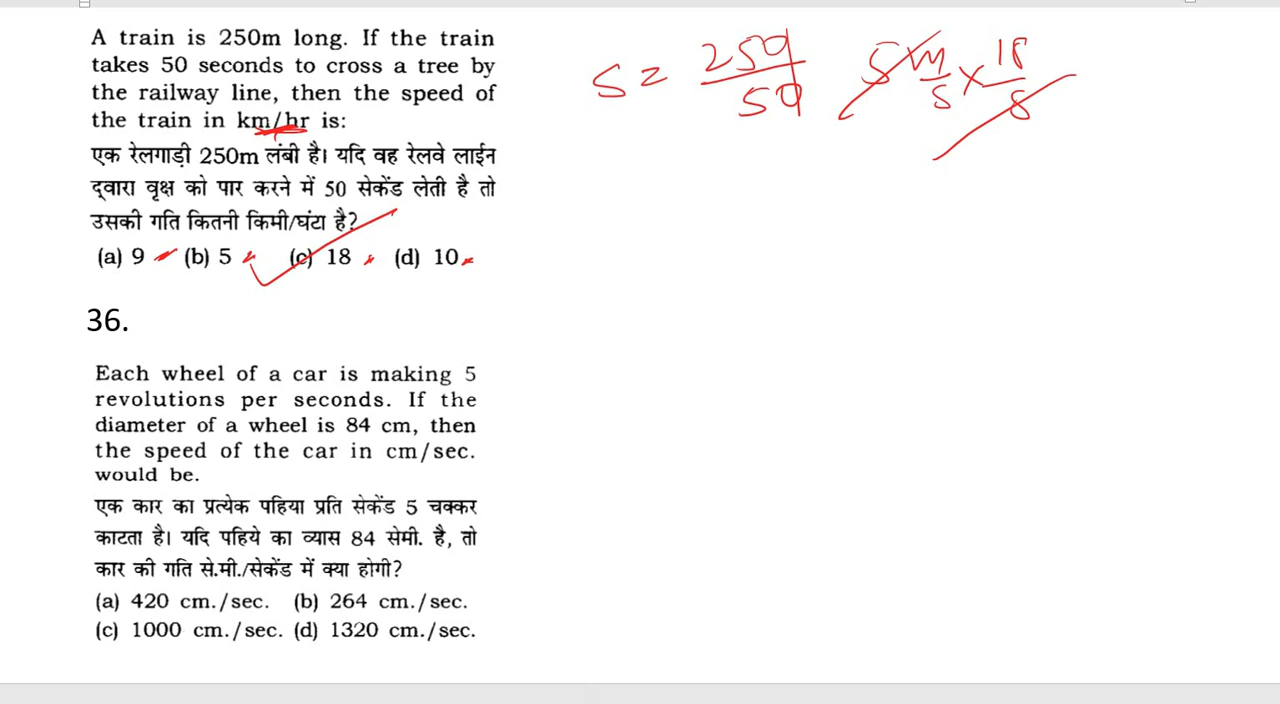 A train is 250m long. If the train
takes 50 seconds to cross a tree by
the railway line, then the speed of
the train in km/hr is:
एक रेलगाड़ी 250m लंबी है। यदि वह रेलवे लाईन
द्वारा वृक्ष को पार करने में 50 सेकेंड लेती है तो
उसकी गति कितनी किमी/घंटा है?
(a) 9 (b) 5 (c) 18 (d) 10
S = 250/50 5 m/s × 18/5
36.
Each wheel of a car is making 5
revolutions per seconds. If the
diameter of a wheel is 84 cm, then
the speed of the car in cm/sec.
would be.
एक कार का प्रत्येक पहिया प्रति सेकेंड 5 चक्कर
काटता है। यदि पहिये का व्यास 84 सेमी. है, तो
कार की गति से.मी./सेकेंड में क्या होगी?
(a) 420 cm./sec. (b) 264 cm./sec.
(c) 1000 cm./sec. (d) 1320 cm./sec.